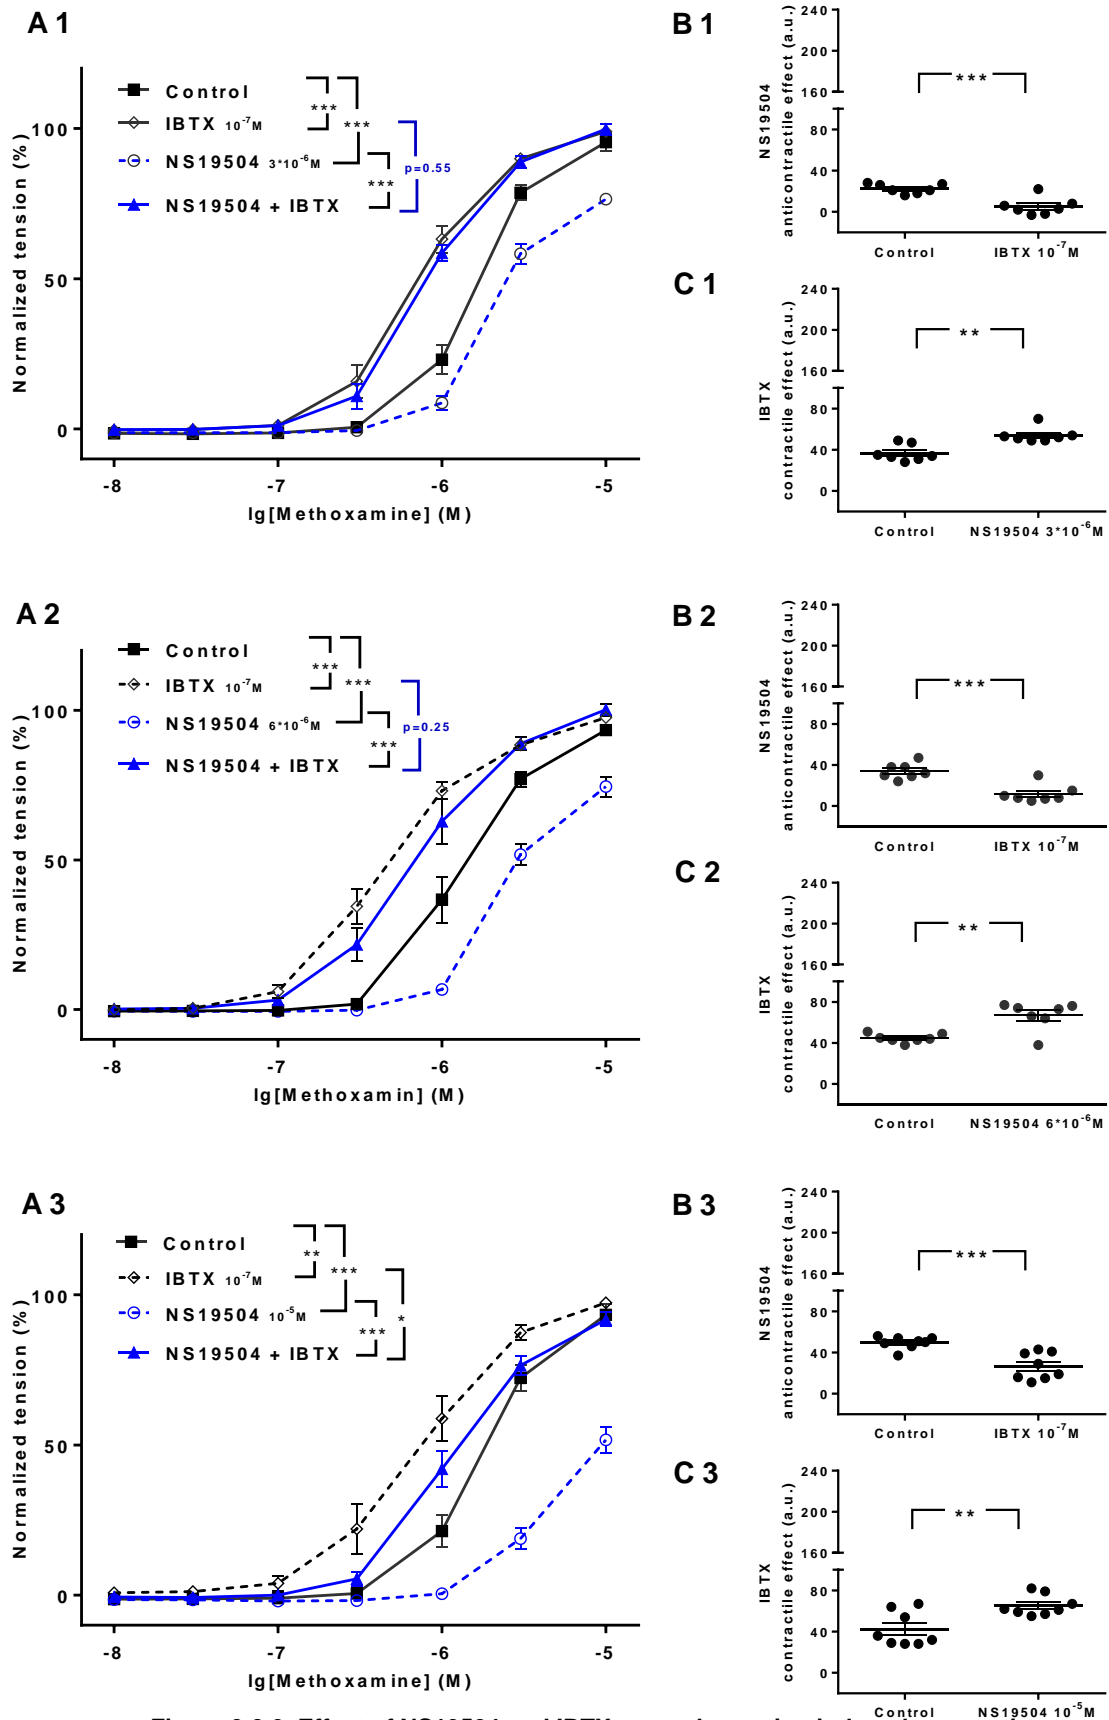 A 1
Normalized tension (%)
100
50
0
Control
IBTX 10-7M
NS19504 3*10-6M
NS19504 + IBTX
***
***
***
p=0.55
-8
-7
-6
-5
lg[Methoxamine] (M)
B 1
NS19504
anticontractile effect (a.u.)
240
200
160
80
40
0
***
Control
IBTX 10-7M
C 1
IBTX
contractile effect (a.u.)
240
200
160
80
40
0
**
Control
NS19504 3*10-6M
A 2
Normalized tension (%)
100
50
0
Control
IBTX 10-7M
NS19504 6*10-6M
NS19504 + IBTX
***
***
***
p=0.25
-8
-7
-6
-5
lg[Methoxamin] (M)
B 2
NS19504
anticontractile effect (a.u.)
240
200
160
80
40
0
***
Control
IBTX 10-7M
C 2
IBTX
contractile effect (a.u.)
240
200
160
80
40
0
**
Control
NS19504 6*10-6M
A 3
Normalized tension (%)
100
50
0
Control
IBTX 10-7M
NS19504 10-5M
NS19504 + IBTX
**
***
***
*
-8
-7
-6
-5
lg[Methoxamine] (M)
B 3
NS19504
anticontractile effect (a.u.)
240
200
160
80
40
0
***
Control
IBTX 10-7M
C 3
IBTX
contractile effect (a.u.)
240
200
160
80
40
0
**
Control
NS19504 10-5M